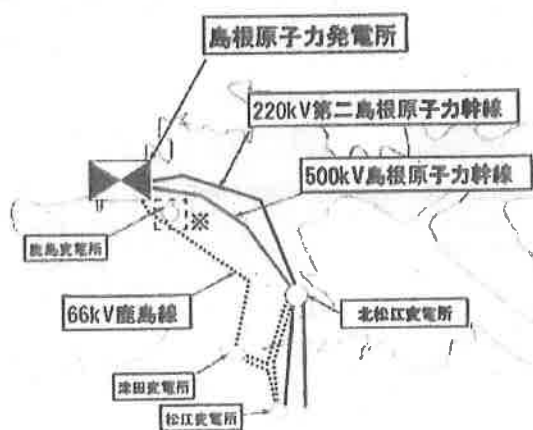 島根原子力発電所
220kV第二島根原子力幹線
500kV島根原子力幹線
※
鹿島変電所
66kV鹿島線
北松江変電所
津田変電所
松江変電所